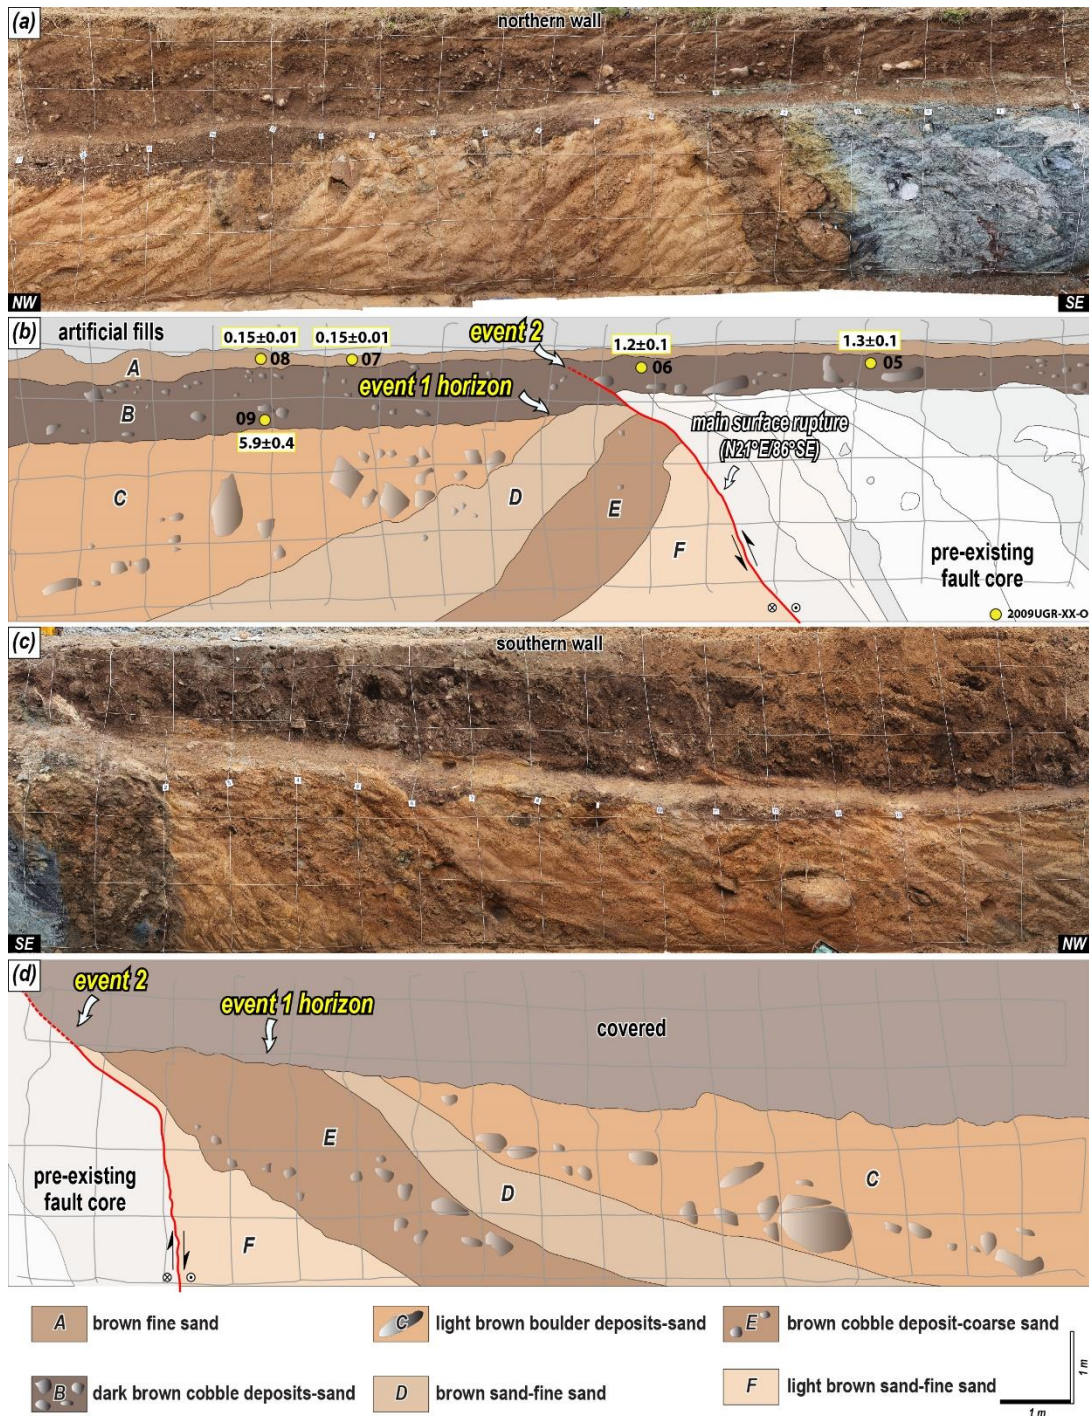 (a)
northern wall
NW
SE
(b)
artificial fills
0.15±0.01
0.15±0.01
event 2
1.2±0.1
1.3±0.1
A
08
07
06
05
event 1 horizon
B
09
5.9±0.4
main surface rupture
(N21°E/86°SE)
C
D
E
F
pre-existing
fault core
2009UGR-XX-O
(c)
southern wall
SE
NW
(d)
event 2
event 1 horizon
covered
E
pre-existing
fault core
D
C
F
A brown fine sand
C light brown boulder deposits-sand
E brown cobble deposit-coarse sand
B dark brown cobble deposits-sand
D brown sand-fine sand
F light brown sand-fine sand
1 m
1 m